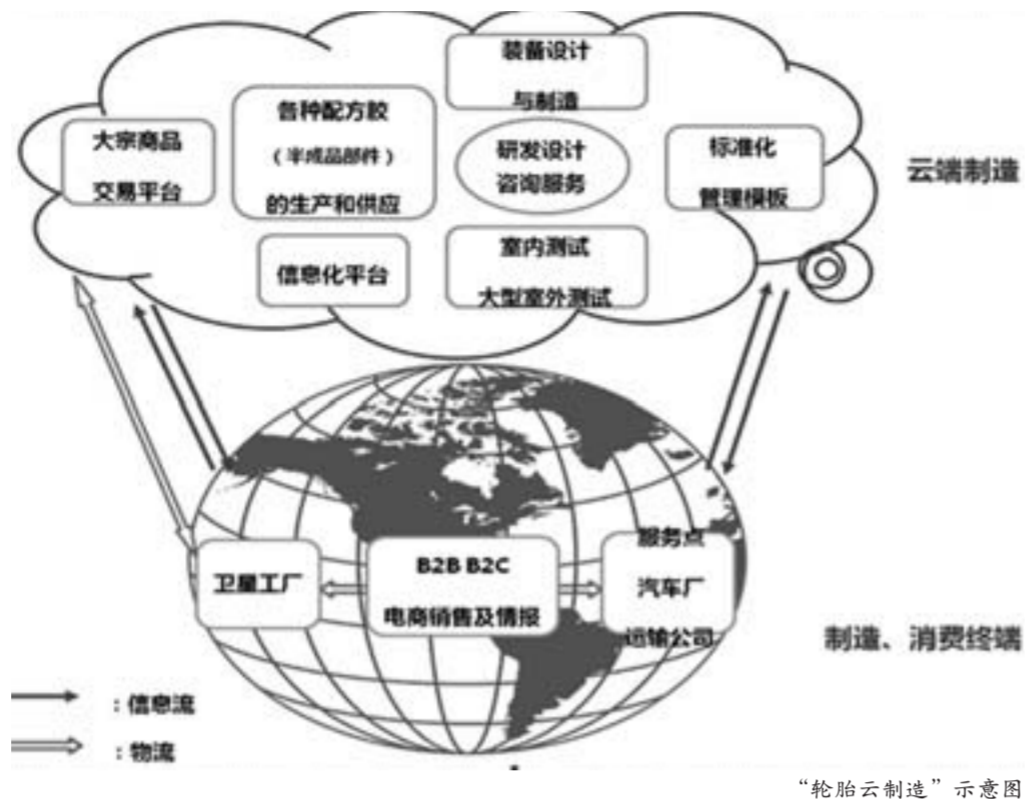 装备设计
与制造
各种配方胶
（半成品部件）
的生产和供应
大宗商品
交易平台
研发设计
咨询服务
标准化
管理模板
云端制造
信息化平台
室内测试
大型室外测试
卫星工厂
B2B B2C
电商销售及情报
服务点
汽车厂
运输公司
制造、消费终端
：信息流
：物流
“轮胎云制造”示意图